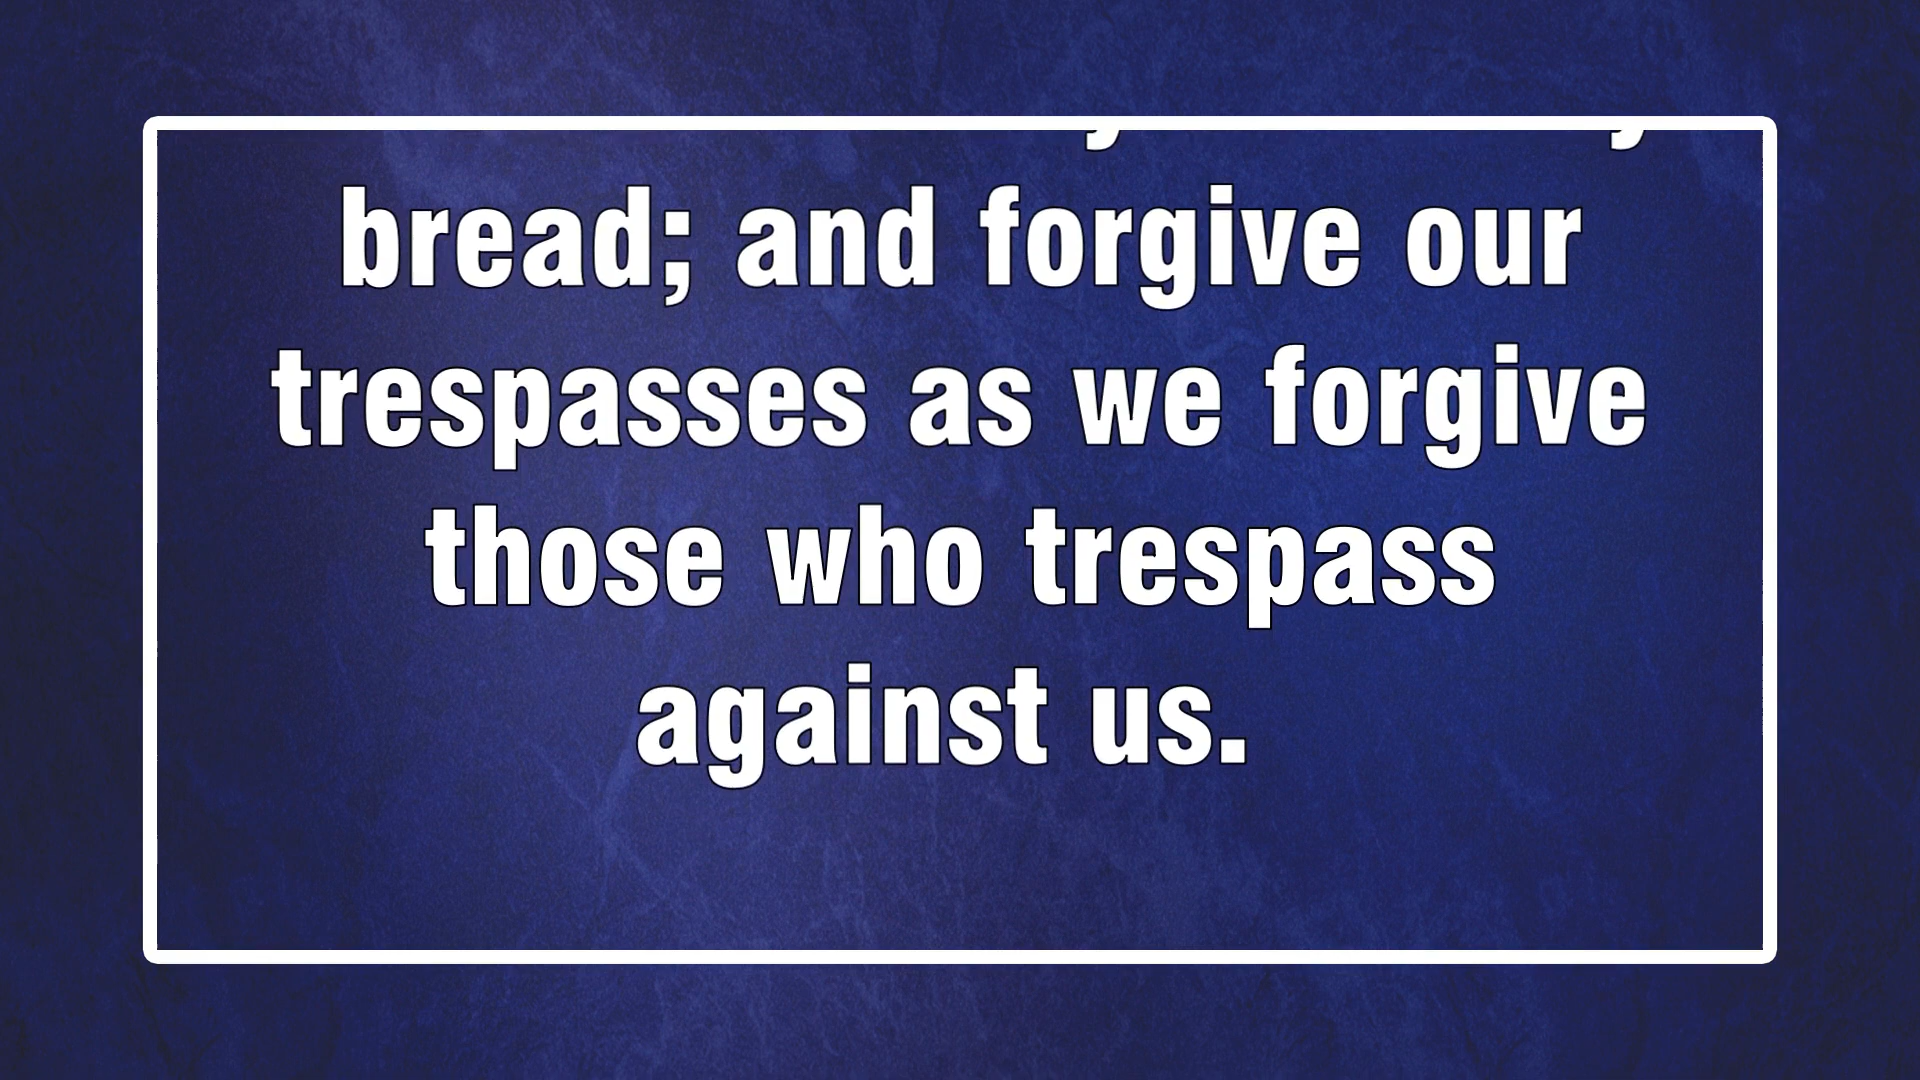 bread; and forgive our
trespasses as we forgive
those who trespass
against us.